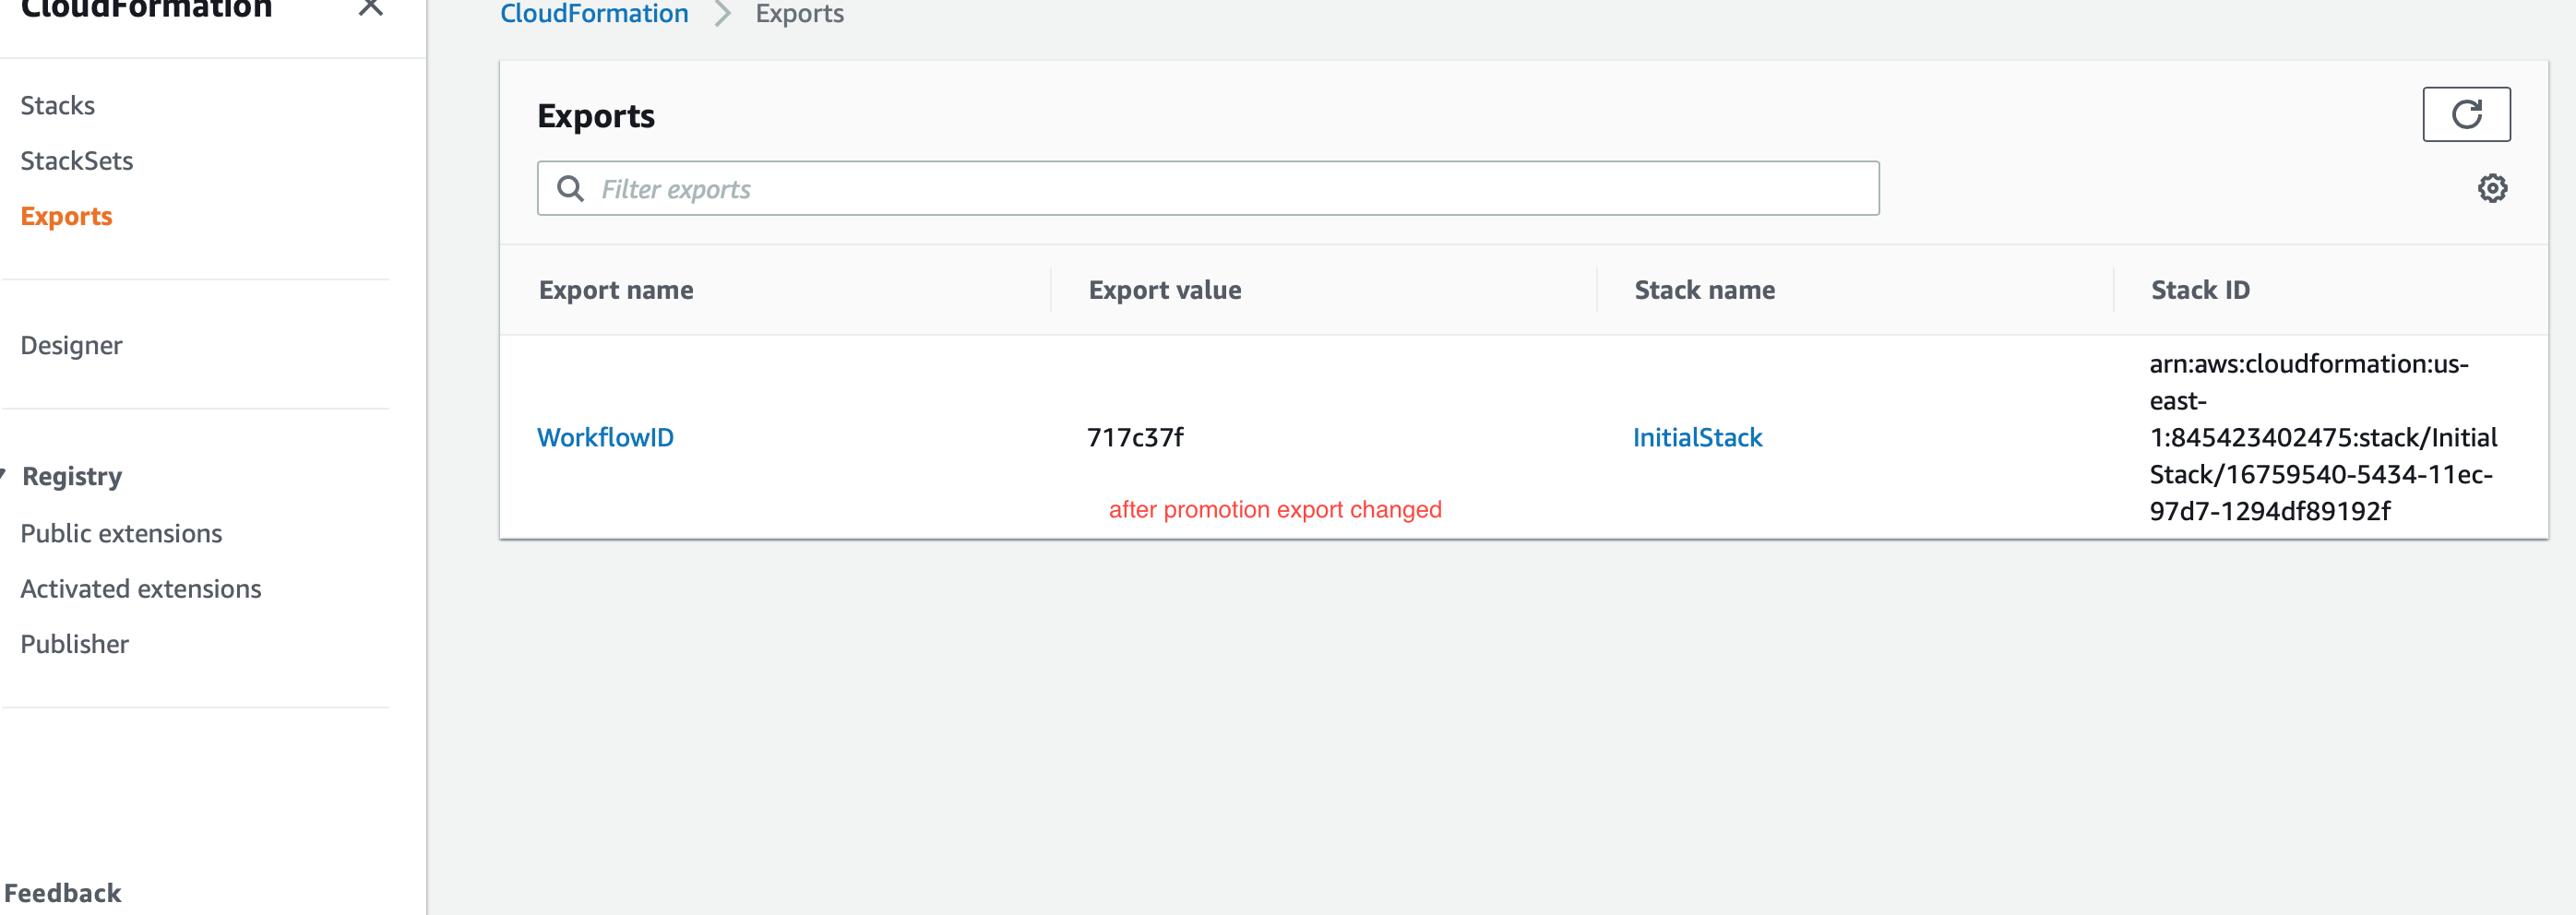 CloudFormation
Stacks
StackSets
Exports
Designer
Registry
Public extensions
Activated extensions
Publisher
Feedback
CloudFormation Exports
Exports
Filter exports
Export name Export value Stack name Stack ID
WorkflowID 717c37f InitialStack
arn:aws:cloudformation:us-
east-
1:845423402475:stack/Initial
Stack/16759540-5434-11ec-
97d7-1294df89192f
after promotion export changed